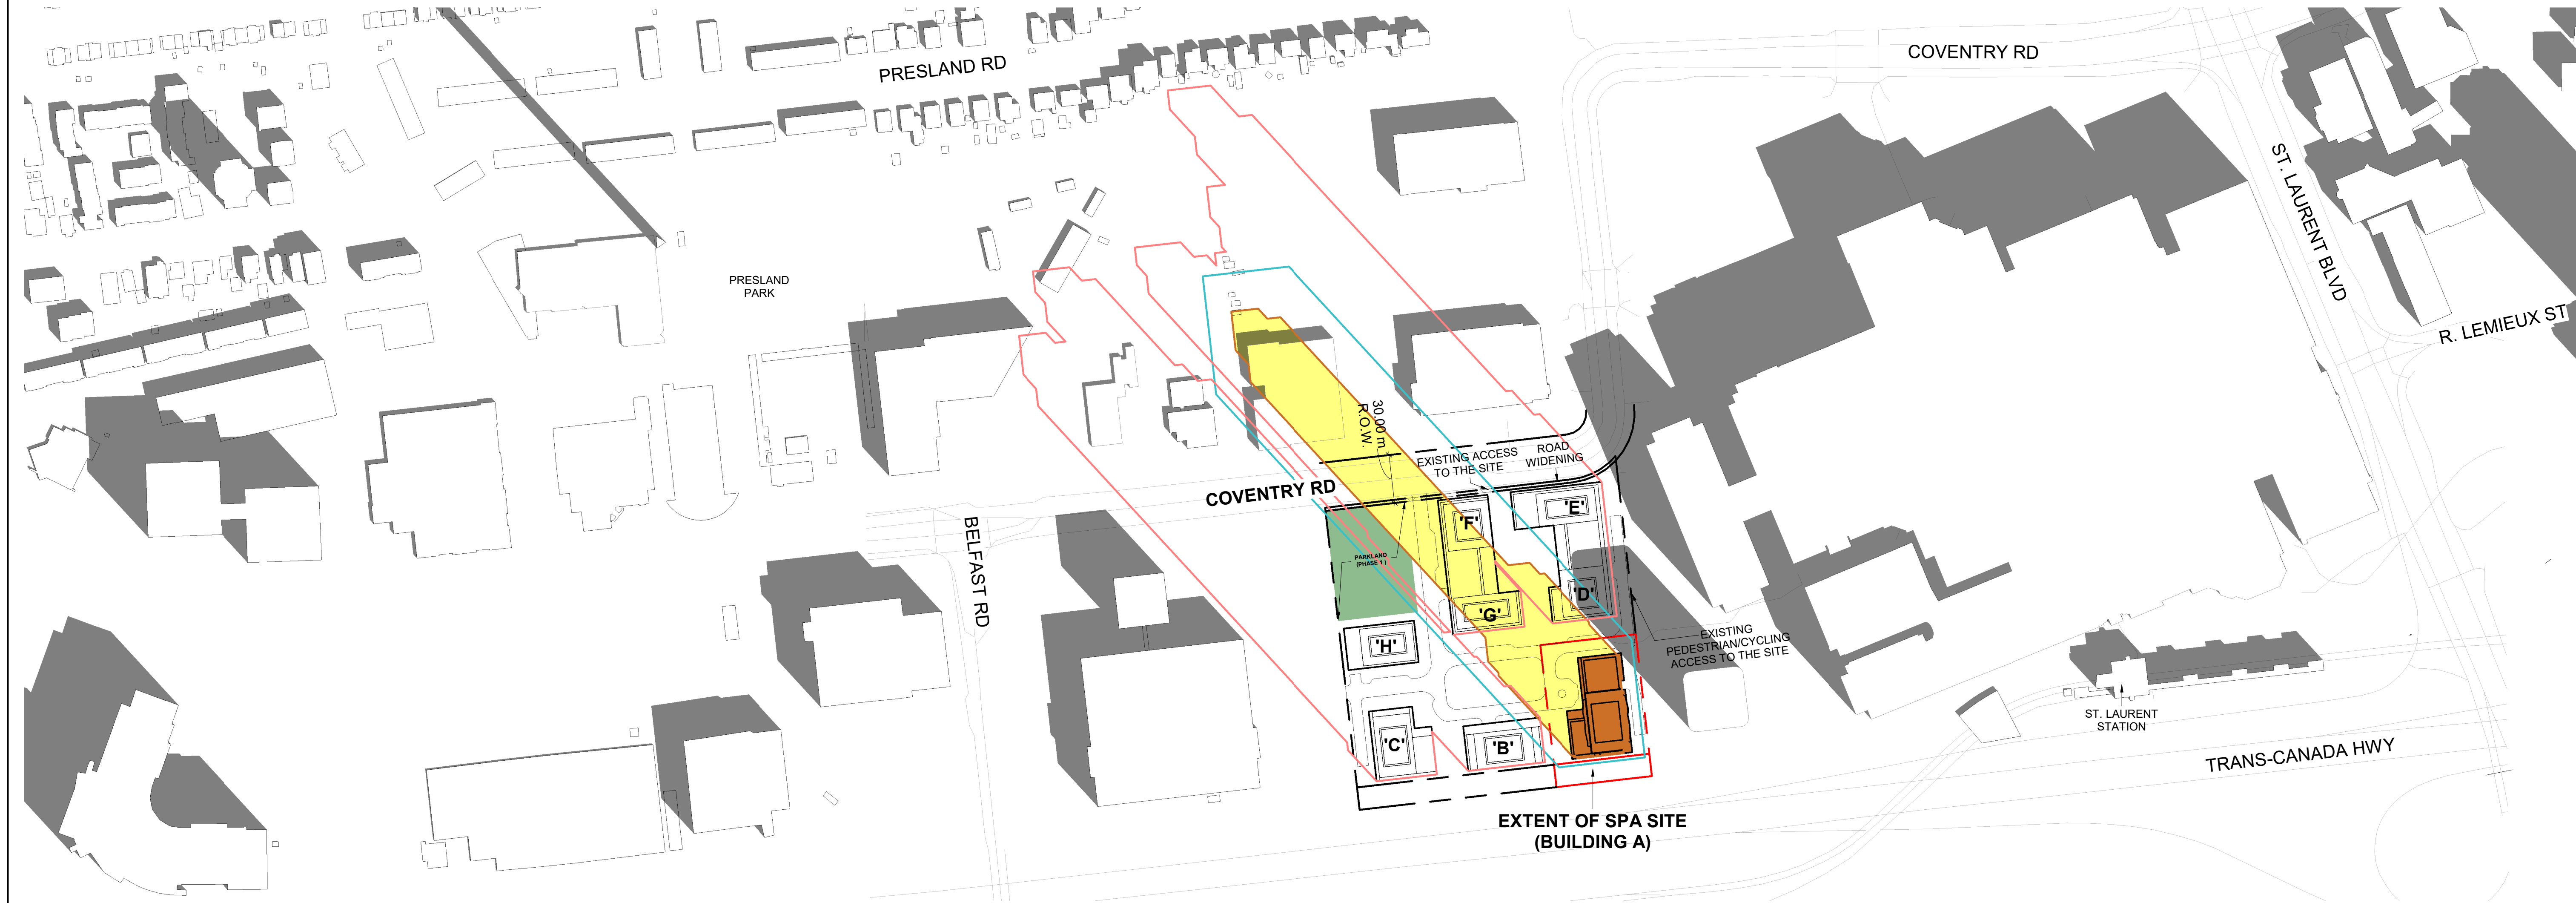 COVENTRY RD
PRESLAND RD
ST. LAURENT BLVD
PRESLAND
PARK
R. LEMIEUX ST
30.00 m
R.O.W.
EXISTING ACCESS
TO THE SITE
ROAD
WIDENING
COVENTRY RD
'F'
'E'
BELFAST RD
PARKLAND
(PHASE 1 )
'D'
'G'
EXISTING
PEDESTRIAN/CYCLING
ACCESS TO THE SITE
'H'
ST. LAURENT
STATION
'C'
'B'
TRANS-CANADA HWY
EXTENT OF SPA SITE
(BUILDING A)